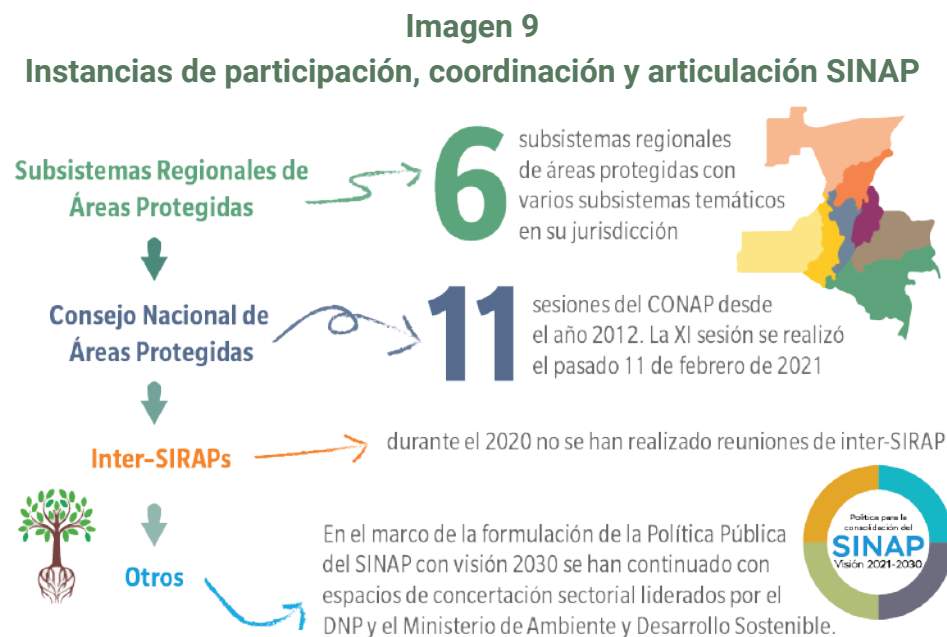 Imagen 9
Instancias de participación, coordinación y articulación SINAP
Subsistemas Regionales de
Áreas Protegidas
6
subsistemas regionales
de áreas protegidas con
varios subsistemas temáticos
en su jurisdicción
Consejo Nacional de
Áreas Protegidas
11
sesiones del CONAP desde
el año 2012. La XI sesión se realizó
el pasado 11 de febrero de 2021
Inter-SIRAPs
durante el 2020 no se han realizado reuniones de inter-SIRAP
Otros
En el marco de la formulación de la Política Pública
del SINAP con visión 2030 se han continuado con
espacios de concertación sectorial liderados por el
DNP y el Ministerio de Ambiente y Desarrollo Sostenible.
Política para la
consolidación del
SINAP
Visión 2021-2030